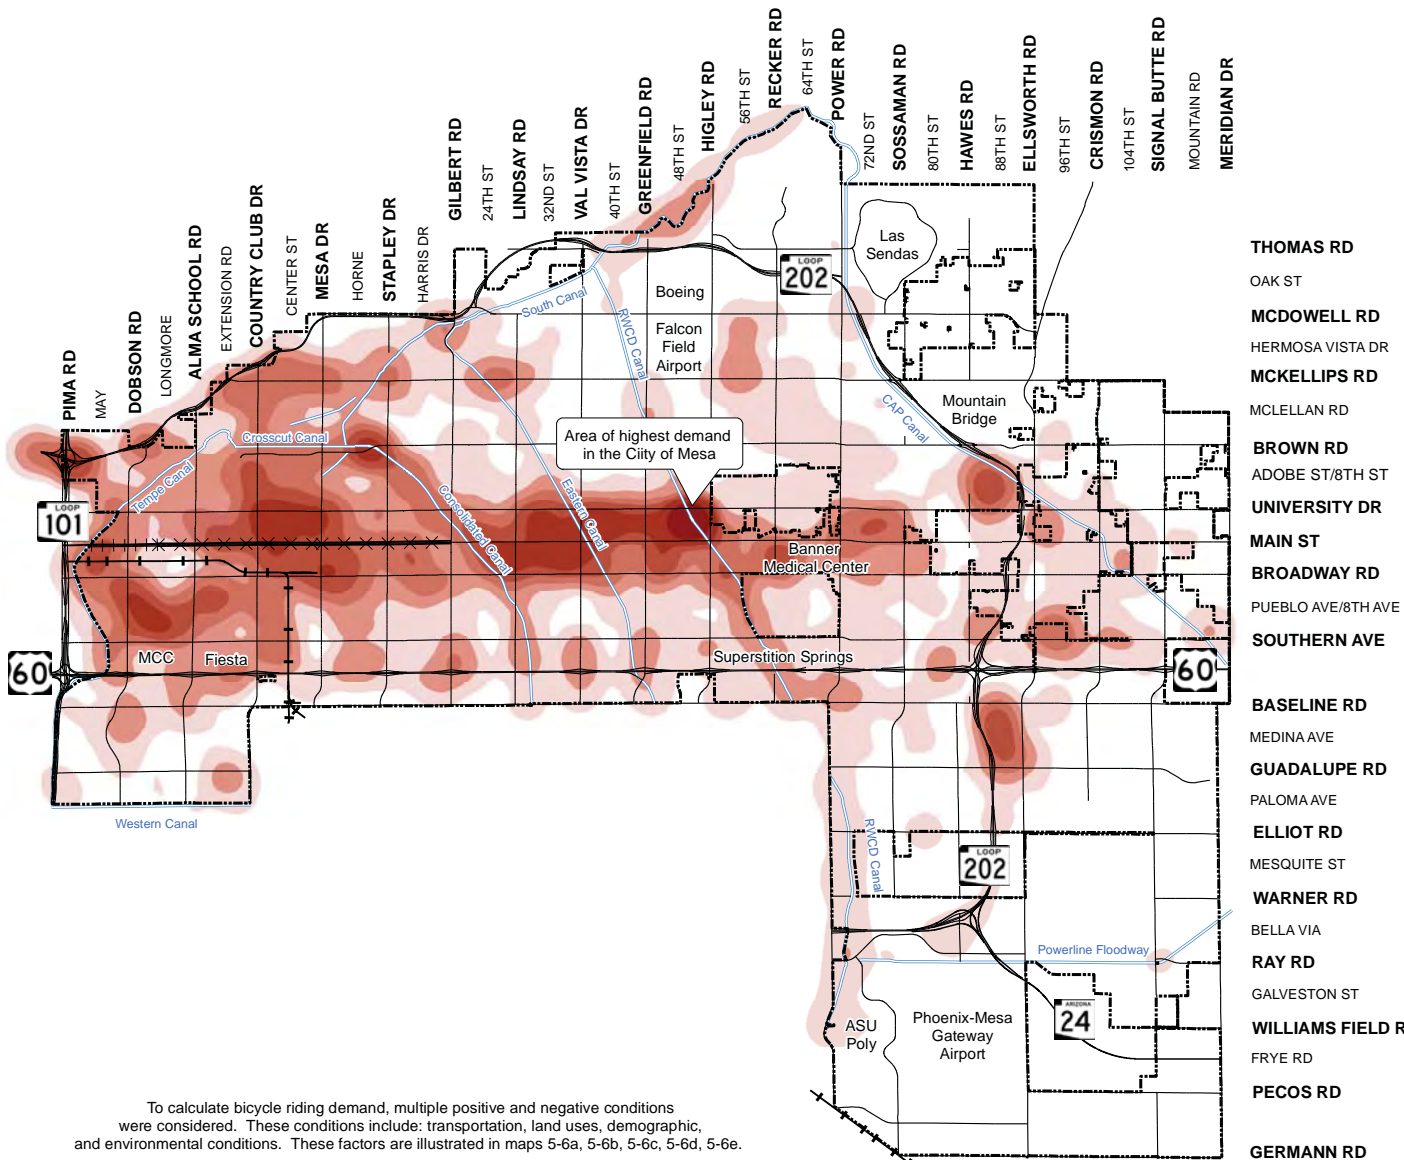 PIMA RD
MAY
DOBSON RD
LONGMORE
ALMA SCHOOL RD
EXTENSION RD
COUNTRY CLUB DR
CENTER ST
MESA DR
HORNE
STAPLEY DR
HARRIS DR
GILBERT RD
24TH ST
LINDSAY RD
32ND ST
VAL VISTA DR
40TH ST
GREENFIELD RD
48TH ST
HIGLEY RD
56TH ST
RECKER RD
64TH ST
POWER RD
72ND ST
SOSSAMAN RD
80TH ST
HAWES RD
88TH ST
ELLSWORTH RD
96TH ST
CRISMON RD
104TH ST
SIGNAL BUTTE RD
MOUNTAIN RD
MERIDIAN DR
THOMAS RD
OAK ST
MCDOWELL RD
HERMOSA VISTA DR
MCKELLIPS RD
MCLELLAN RD
BROWN RD
ADOBE ST/8TH ST
UNIVERSITY DR
MAIN ST
BROADWAY RD
PUEBLO AVE/8TH AVE
SOUTHERN AVE
BASELINE RD
MEDINA AVE
GUADALUPE RD
PALOMA AVE
ELLIOT RD
MESQUITE ST
WARNER RD
BELLA VIA
RAY RD
GALVESTON ST
WILLIAMS FIELD R
FRYE RD
PECOS RD
GERMANN RD
Las
Sendas
LOOP
202
Boeing
Falcon
Field
Airport
South Canal
RWCD Canal
CAP Canal
Mountain
Bridge
Area of highest demand
in the Ciity of Mesa
Crosscut Canal
Tempe Canal
Consolidated Canal
Eastern Canal
LOOP
101
Banner
Medical Center
MCC
Fiesta
Superstition Springs
60
60
Western Canal
RWCD Canal
LOOP
202
Powerline Floodway
ARIZONA
24
ASU
Poly
Phoenix-Mesa
Gateway
Airport
To calculate bicycle riding demand, multiple positive and negative conditions
were considered.  These conditions include: transportation, land uses, demographic,
and environmental conditions.  These factors are illustrated in maps 5-6a, 5-6b, 5-6c, 5-6d, 5-6e.